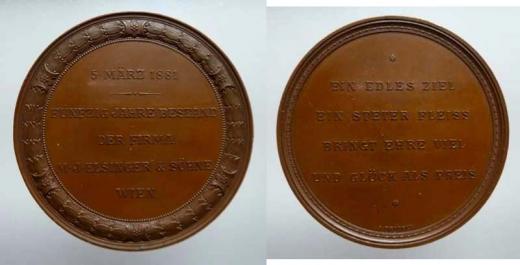 5 MÄRZ 1881
FÜNFZIG JAHRE BESTAND
DER FIRMA
M. J. ELSINGER & SÖHNE
WIEN
EIN EDLES ZIEL
EIN STETER FLEISS
BRINGT EHRE VIEL
UND GLÜCK ALS PREIS